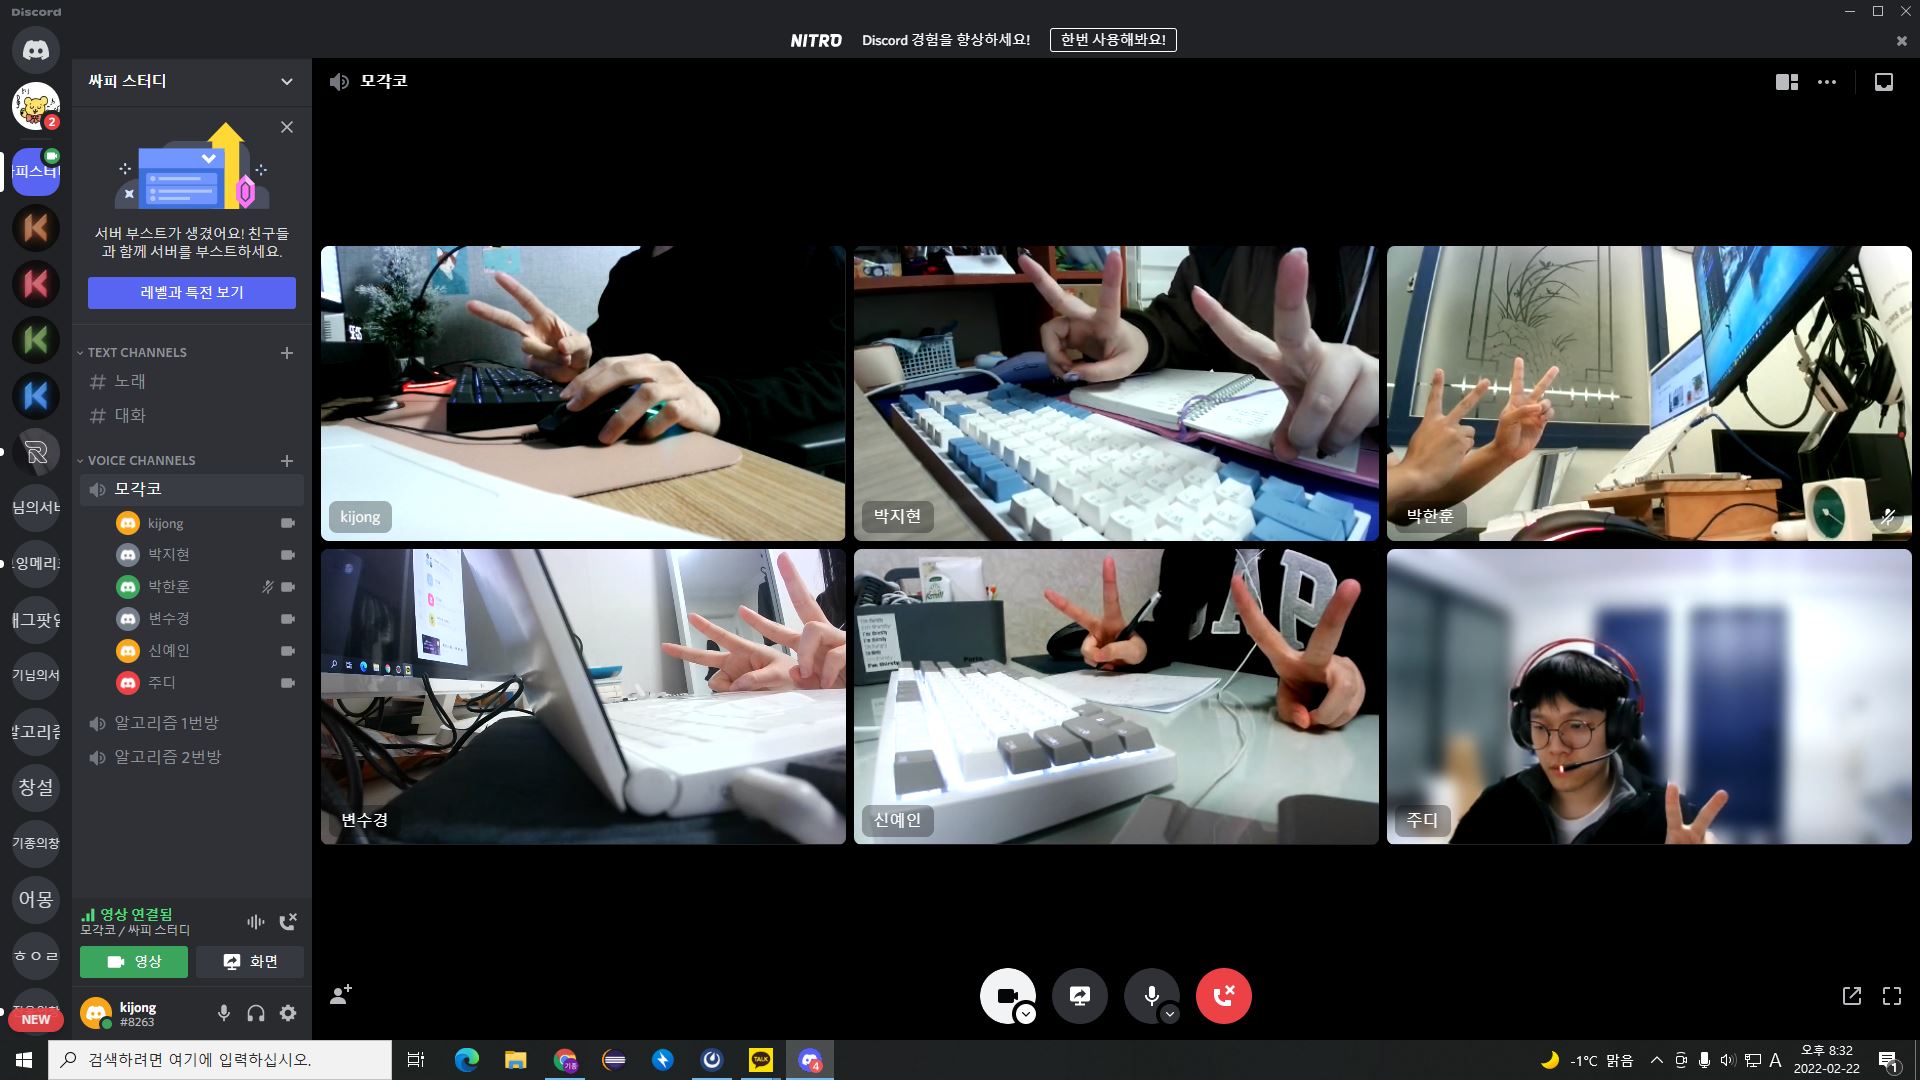 Discord
NITRO Discord 경험을 향상하세요! 한번 사용해봐요!
싸피 스터디
모각코
2
피스터
서버 부스트가 생겼어요! 친구들
과 함께 서버를 부스트하세요.
레벨과 특전 보기
TEXT CHANNELS
노래
대화
VOICE CHANNELS
모각코
kijong
박지현
박한훈
변수경
신예인
주디
알고리즘 1번방
알고리즘 2번방
님의서
잉메리
그팟
기님의서
고리
창설
기종의창
어몽
ㅎㅇㄹ
NEW
kijong
박지현
박한훈
변수경
신예인
주디
영상 연결됨
모각코 / 싸피 스터디
영상
화면
kijong
#8263
검색하려면 여기에 입력하십시오.
TALK
4
-1°C 맑음
A
오후 8:32
2022-02-22
1